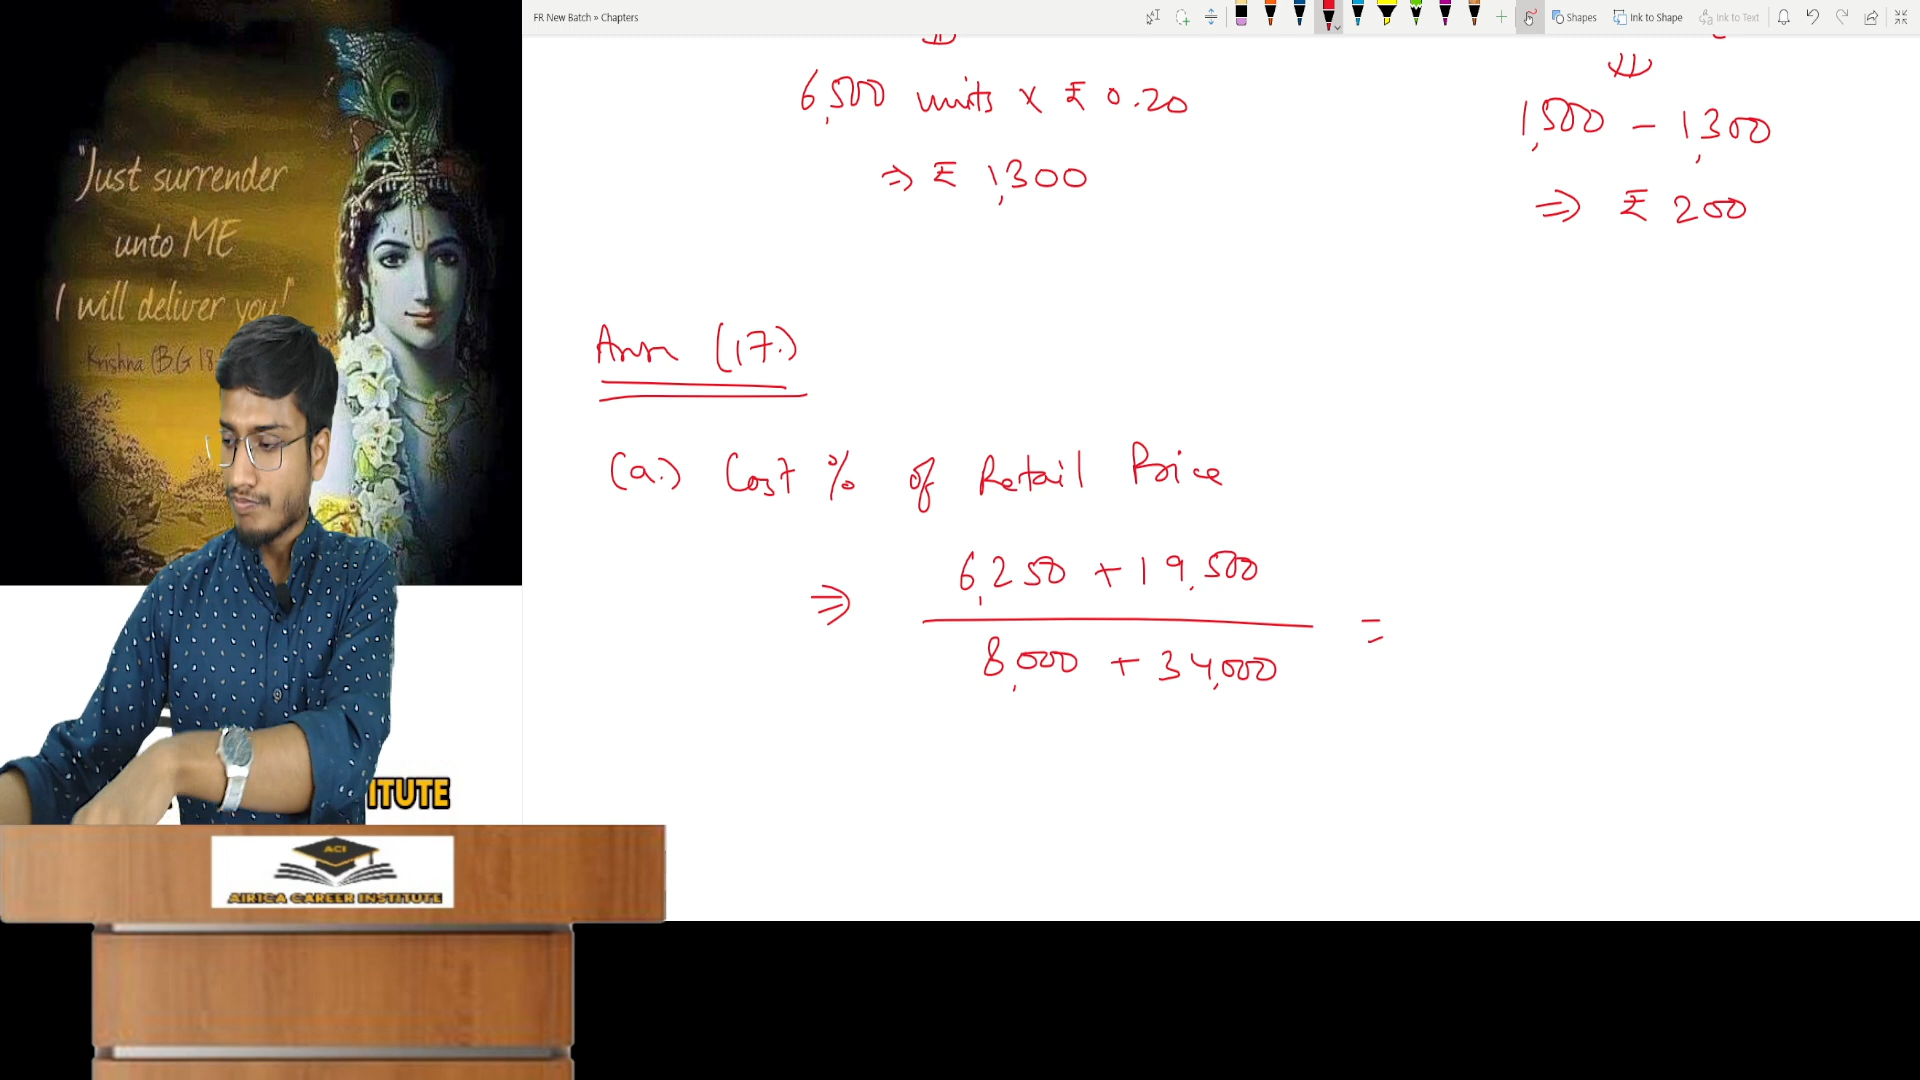 FR New Batch » Chapters
Shapes
Ink to Shape
Ink to Text
6,500 units x ₹ 0.20
⇒ ₹ 1,300
1,500 - 1,300
⇒ ₹ 200
"Just surrender
unto ME
I will deliver you!"
Krishna (B.G 18
Ans (17.)
(a.) Cost % of Retail Price
⇒ 6,250 + 19,500
8,000 + 34,000 =
ITUTE
ACI
AIRICA CAREER INSTITUTE